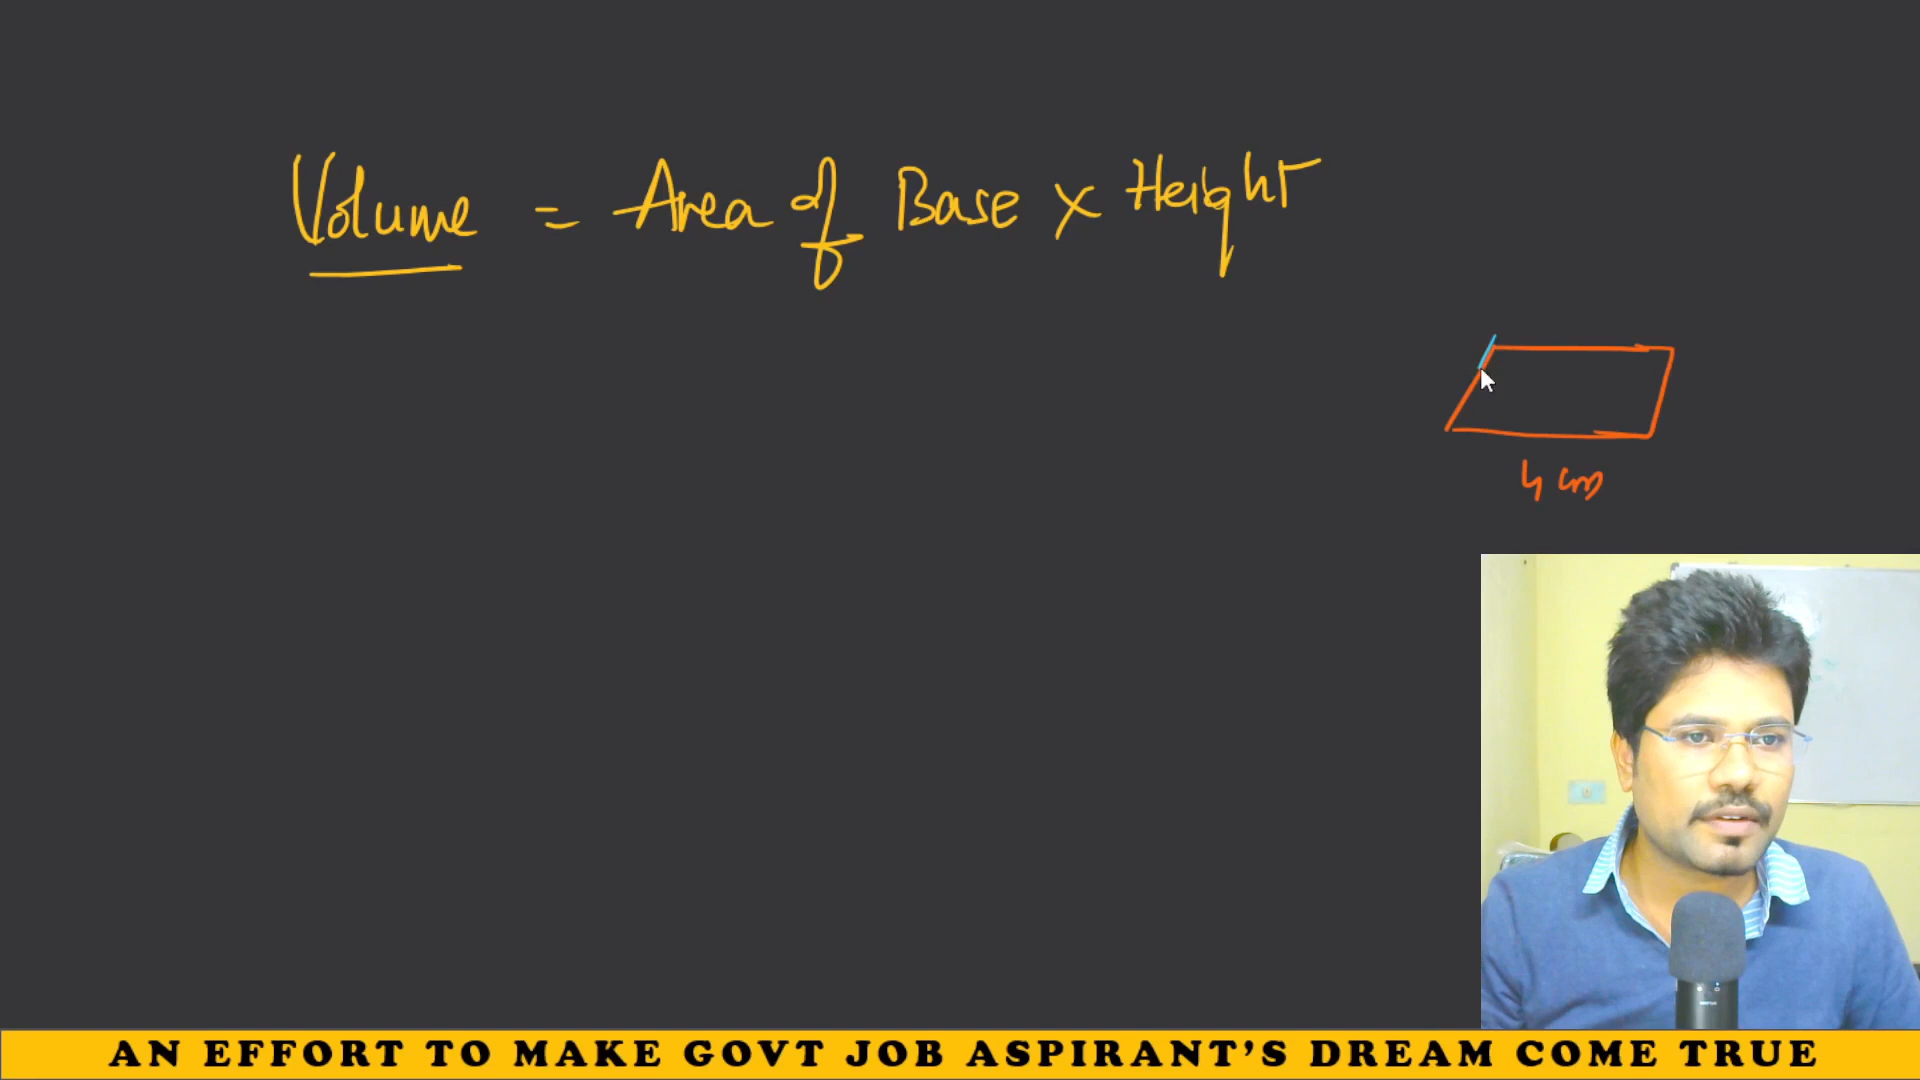 Volume = Area of Base × Height
4 cm
AN EFFORT TO MAKE GOVT JOB ASPIRANT'S DREAM COME TRUE